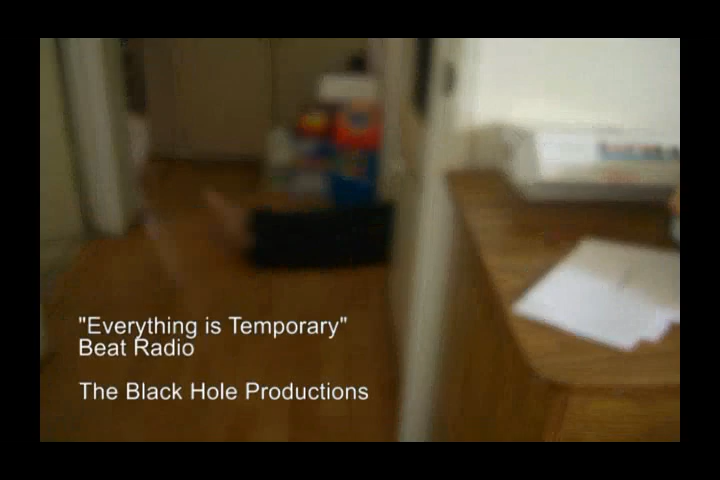 "Everything is Temporary"
Beat Radio
The Black Hole Productions